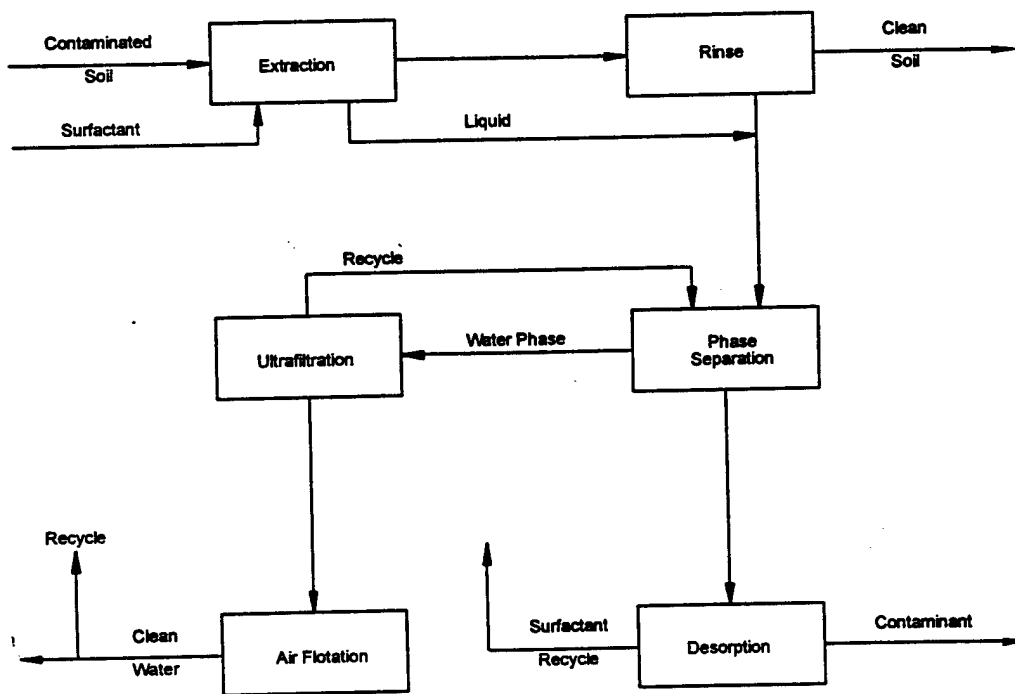 Contaminated
Soil
Extraction
Rinse
Clean
Soil
Surfactant
Liquid
Recycle
Ultrafiltration
Water Phase
Phase
Separation
Recycle
Clean
Water
Air Flotation
Surfactant
Recycle
Desorption
Contaminant